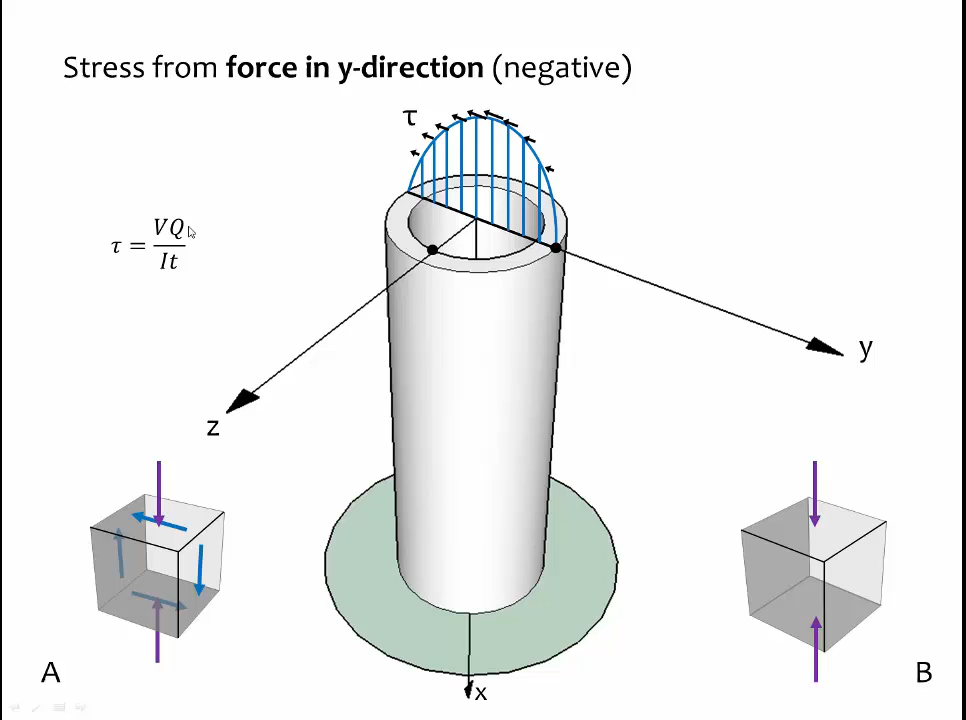 Stress from force in y-direction (negative)
τ
τ = VQ/It
y
z
A
B
x